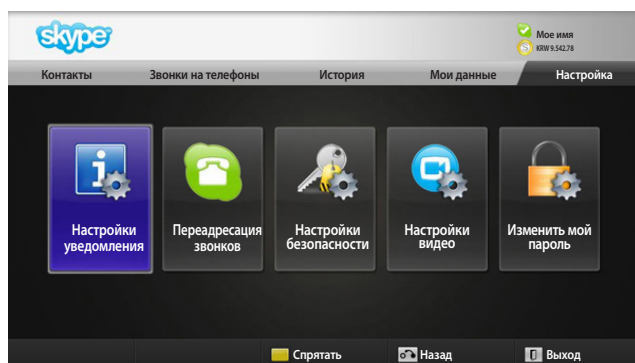 skype
Мое имя
KRW 9.542.78
Контакты
Звонки на телефоны
История
Мои данные
Настройка
Настройки
уведомления
Переадресация
звонков
Настройки
безопасности
Настройки
видео
Изменить мой
пароль
Спрятать
Назад
Выход